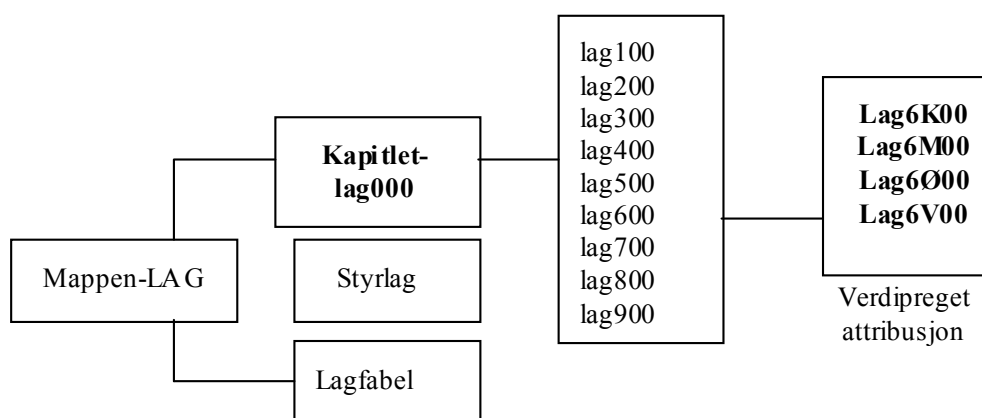 Mappen-LAG
Kapitlet-
lag000
Styrlag
Lagfabel
lag100
lag200
lag300
lag400
lag500
lag600
lag700
lag800
lag900
Lag6K00
Lag6M00
Lag6Ø00
Lag6V00
Verdipreget
attribusjon